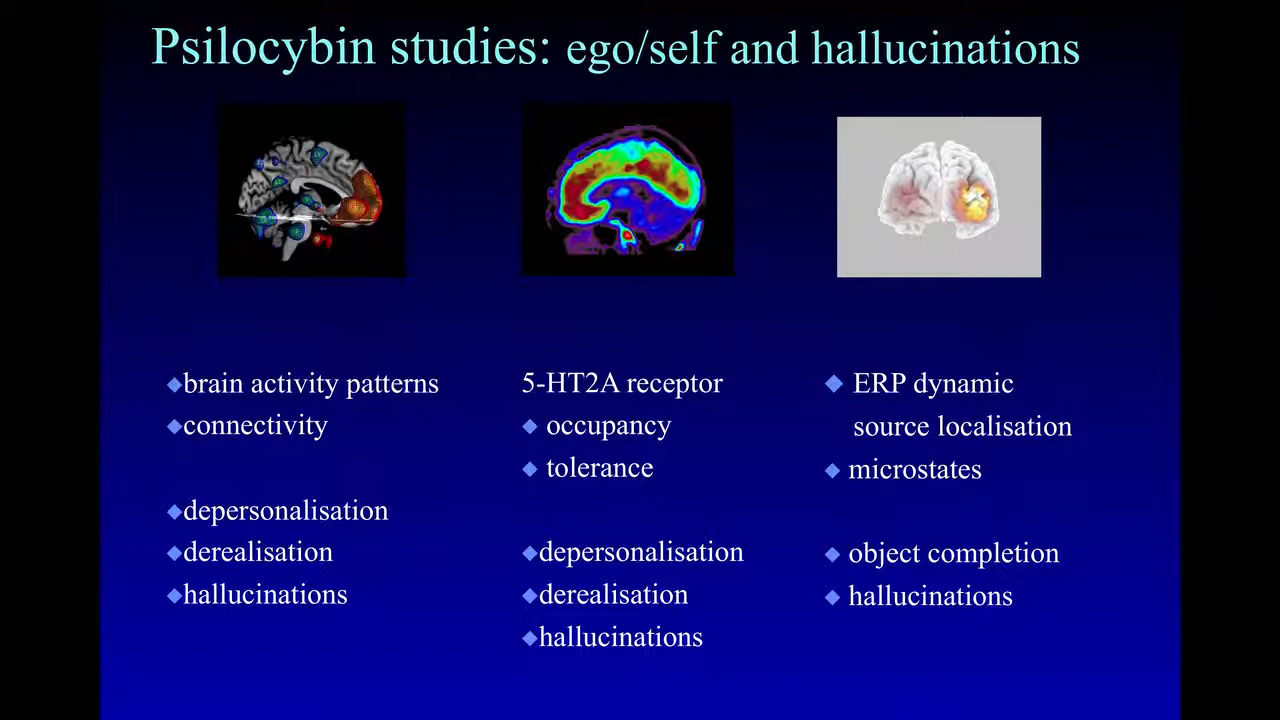 Psilocybin studies: ego/self and hallucinations
◆brain activity patterns
◆connectivity
◆depersonalisation
◆derealisation
◆hallucinations
5-HT2A receptor
◆ occupancy
◆ tolerance
◆depersonalisation
◆derealisation
◆hallucinations
◆ ERP dynamic
source localisation
◆ microstates
◆ object completion
◆ hallucinations